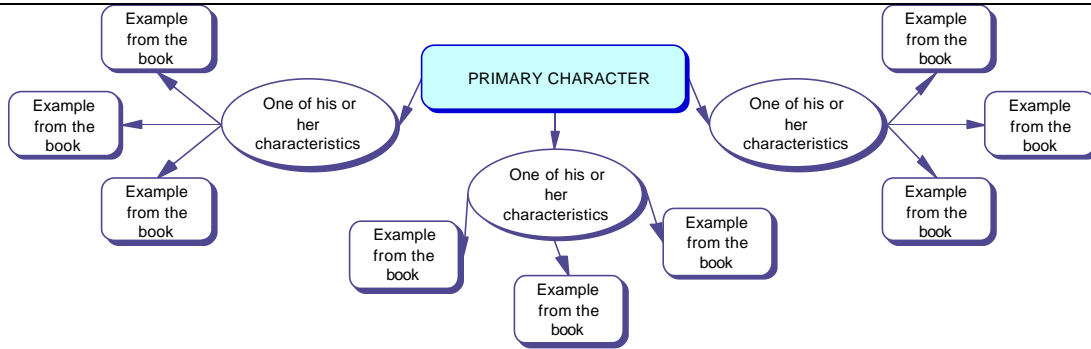 PRIMARY CHARACTER
One of his or
her
characteristics
Example
from the
book
Example
from the
book
Example
from the
book
One of his or
her
characteristics
Example
from the
book
Example
from the
book
Example
from the
book
One of his or
her
characteristics
Example
from the
book
Example
from the
book
Example
from the
book